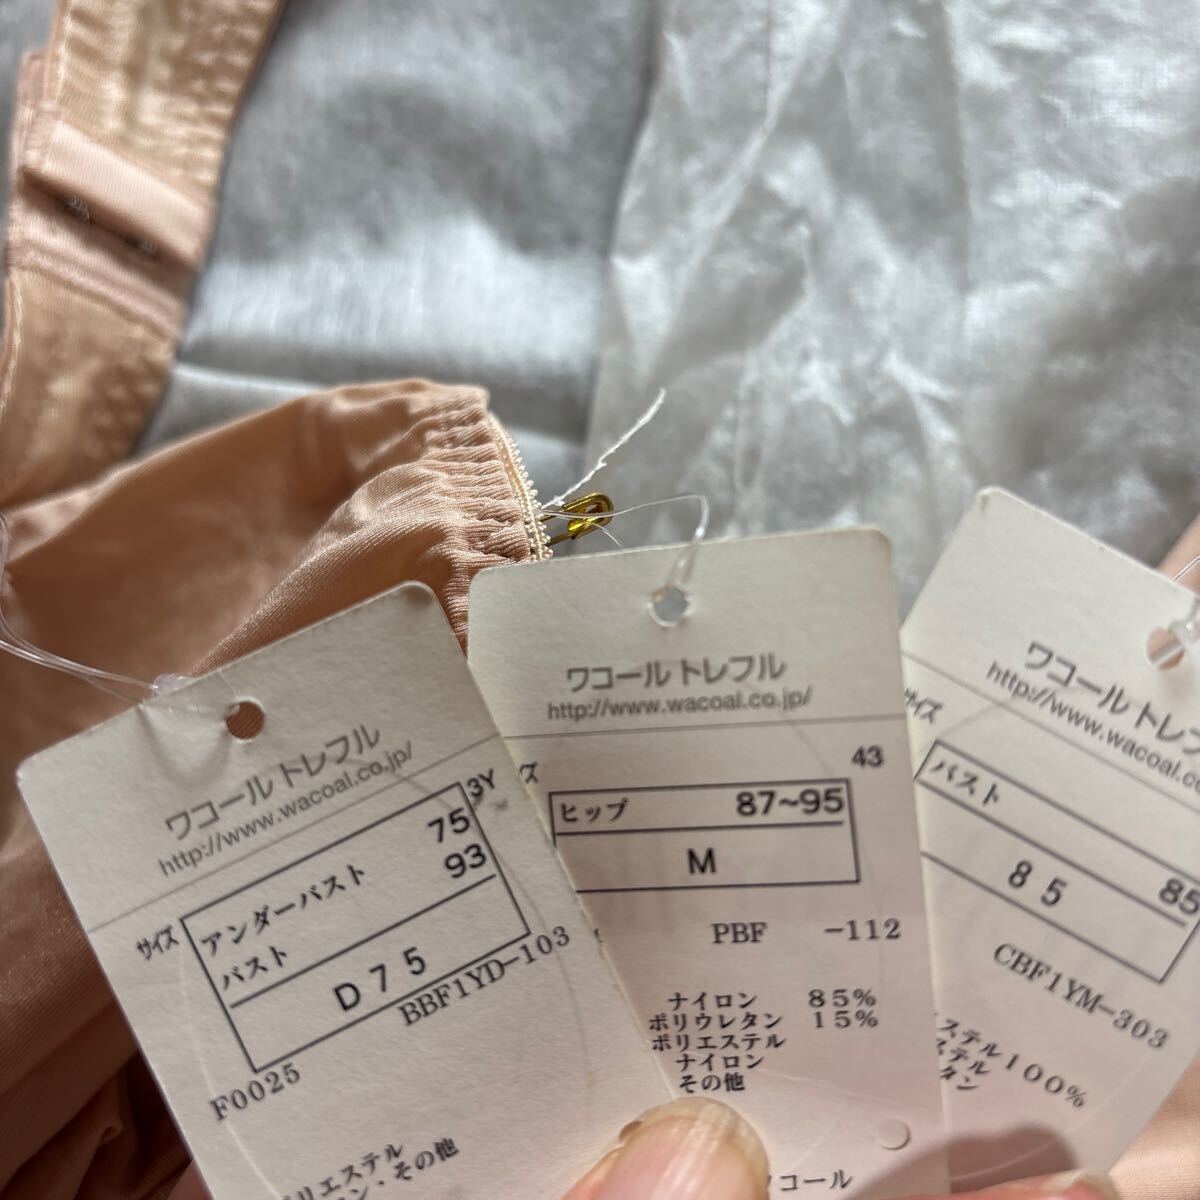 ワコール トレフル
http://www.wacoal.co.jp/
3Y
サイズ
アンダーバスト 75
バスト 93
D75
BBF1YD-103
F0025
ポリエステル
・その他
ワコール トレフル
http://www.wacoal.co.jp/
43
ズ
ヒップ 87~95
M
PBF -112
ナイロン 85%
ポリウレタン 15%
ポリエステル
ナイロン
その他
コール
ワコール トレフ
http://www.wacoal.co
サイズ
バスト 85
85
CBF1YM-303
ステル100%
ステル
タン